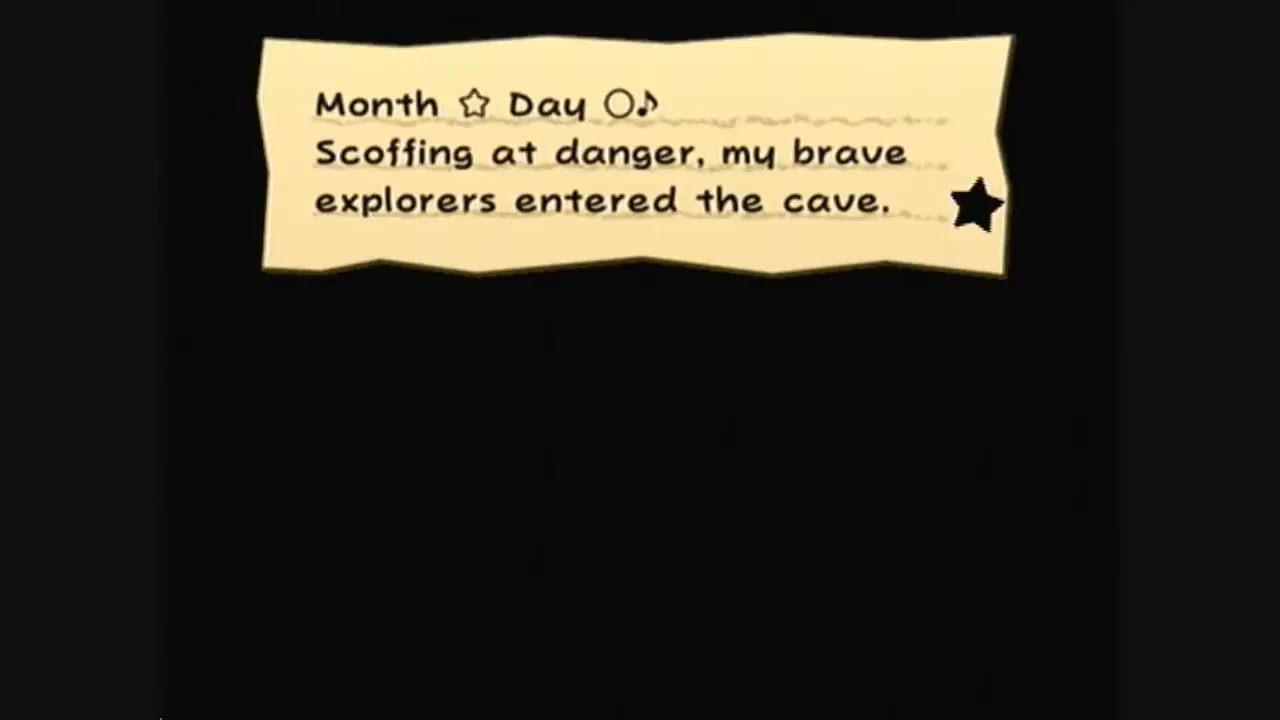 Month ☆ Day ○♪
Scoffing at danger, my brave
explorers entered the cave.